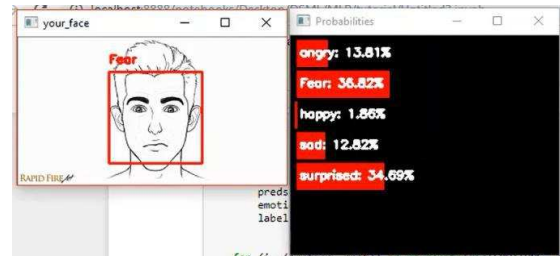 localhost:8888/notebooks/Desktop/
your_face
Fear
RAPID FIRE Art
Probabilities
angry: 13.81%
Fear: 36.82%
happy: 1.86%
sad: 12.82%
surprised: 34.69%
preds
emoti
label